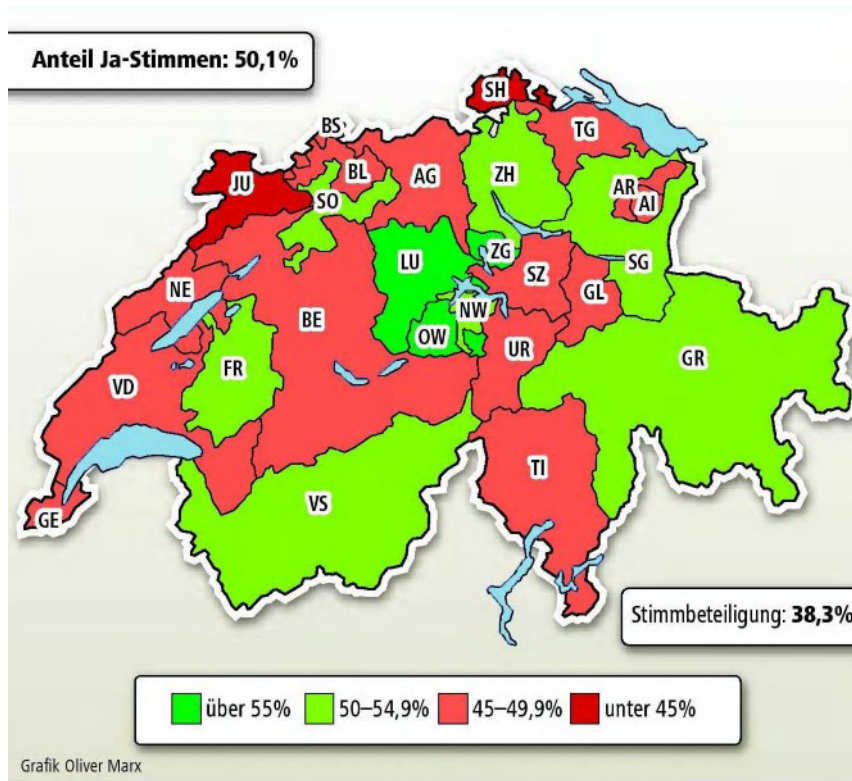 Anteil Ja-Stimmen: 50,1%
SH
BS
TG
BL
AG
ZH
JU
AR
SO
AI
ZG
LU
SG
SZ
NE
GL
NW
BE
OW
UR
FR
GR
VD
TI
VS
GE
Stimmbeteiligung: 38,3%
über 55% 50–54,9% 45–49,9% unter 45%
Grafik Oliver Marx